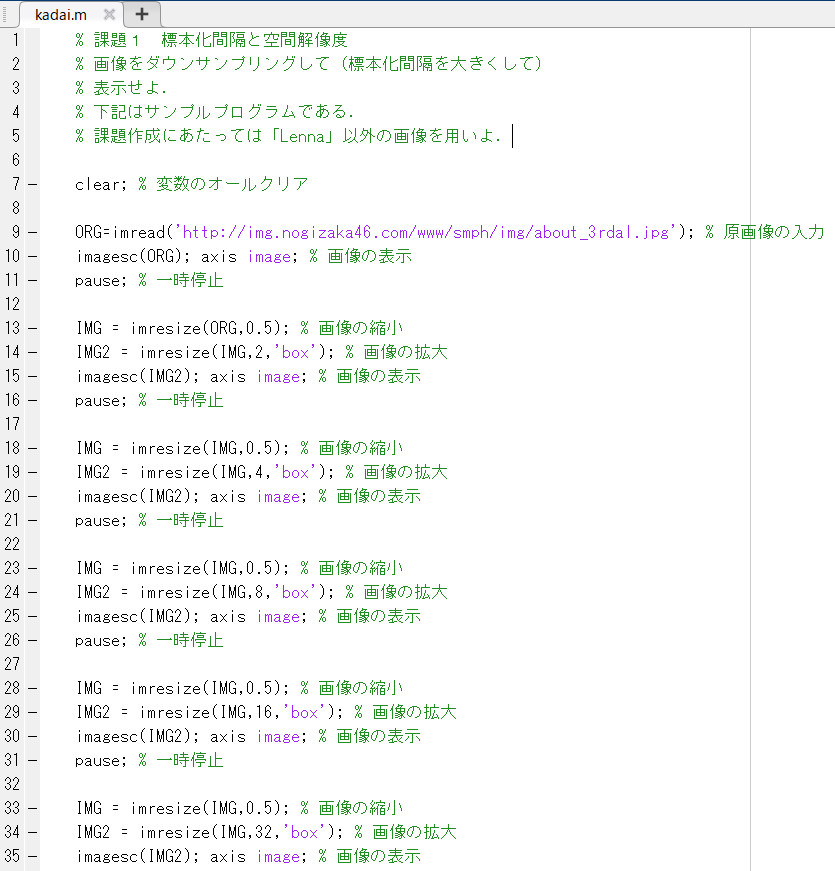 kadai.m
1 % 課題1 標本化間隔と空間解像度
2 % 画像をダウンサンプリングして（標本化間隔を大きくして）
3 % 表示せよ．
4 % 下記はサンプルプログラムである．
5 % 課題作成にあたっては「Lenna」以外の画像を用いよ．
6
7 clear; % 変数のオールクリア
8
9 ORG=imread('http://img.nogizaka46.com/www/smph/img/about_3rdal.jpg'); % 原画像の入力
10 imagesc(ORG); axis image; % 画像の表示
11 pause; % 一時停止
12
13 IMG = imresize(ORG,0.5); % 画像の縮小
14 IMG2 = imresize(IMG,2,'box'); % 画像の拡大
15 imagesc(IMG2); axis image; % 画像の表示
16 pause; % 一時停止
17
18 IMG = imresize(IMG,0.5); % 画像の縮小
19 IMG2 = imresize(IMG,4,'box'); % 画像の拡大
20 imagesc(IMG2); axis image; % 画像の表示
21 pause; % 一時停止
22
23 IMG = imresize(IMG,0.5); % 画像の縮小
24 IMG2 = imresize(IMG,8,'box'); % 画像の拡大
25 imagesc(IMG2); axis image; % 画像の表示
26 pause; % 一時停止
27
28 IMG = imresize(IMG,0.5); % 画像の縮小
29 IMG2 = imresize(IMG,16,'box'); % 画像の拡大
30 imagesc(IMG2); axis image; % 画像の表示
31 pause; % 一時停止
32
33 IMG = imresize(IMG,0.5); % 画像の縮小
34 IMG2 = imresize(IMG,32,'box'); % 画像の拡大
35 imagesc(IMG2); axis image; % 画像の表示